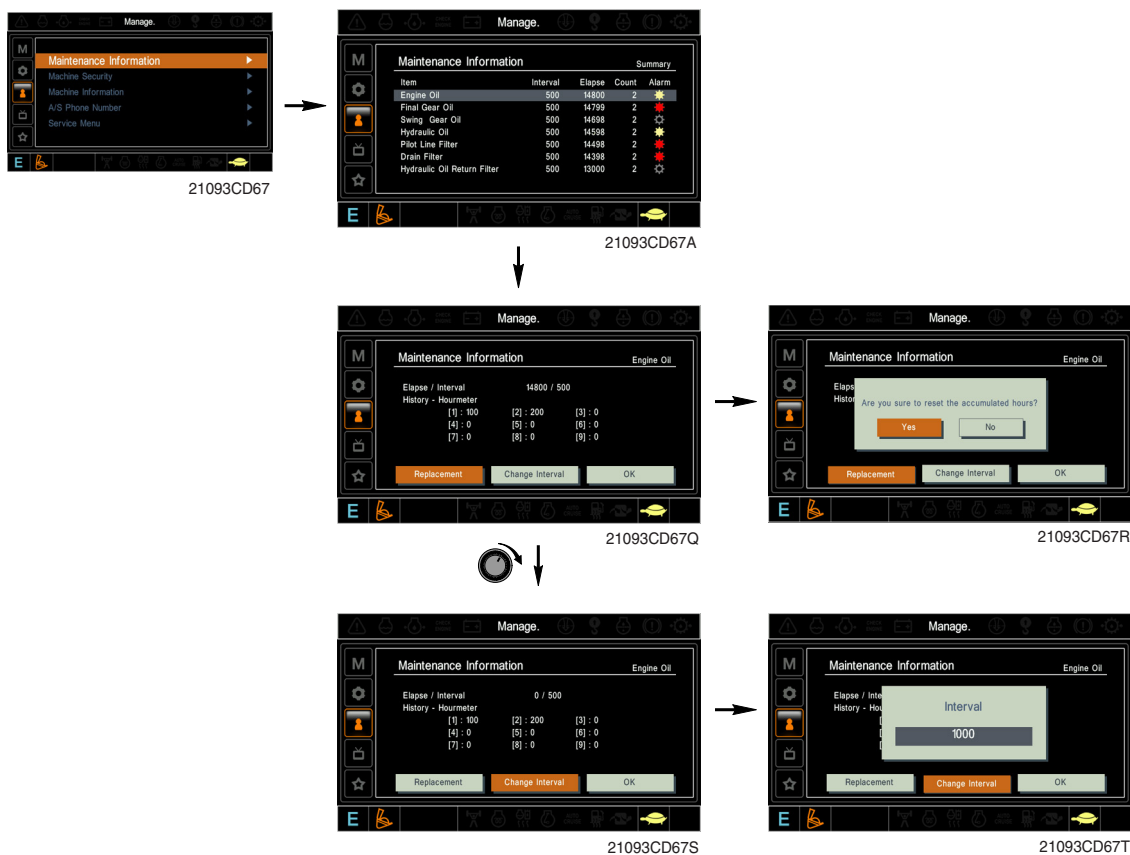 Manage.
M
Maintenance Information
Machine Security
Machine Information
A/S Phone Number
Service Menu
E
21093CD67
Manage.
M
Maintenance Information Summary
Item Interval Elapse Count Alarm
Engine Oil 500 14800 2
Final Gear Oil 500 14799 2
Swing Gear Oil 500 14698 2
Hydraulic Oil 500 14598 2
Pilot Line Filter 500 14498 2
Drain Filter 500 14398 2
Hydraulic Oil Return Filter 500 13000 2
E
21093CD67A
Manage.
M
Maintenance Information Engine Oil
Elapse / Interval 14800 / 500
History - Hourmeter
[1] : 100 [2] : 200 [3] : 0
[4] : 0 [5] : 0 [6] : 0
[7] : 0 [8] : 0 [9] : 0
Replacement Change Interval OK
E
21093CD67Q
Manage.
M
Maintenance Information Engine Oil
Elaps
Histor
Are you sure to reset the accumulated hours?
Yes No
Replacement Change Interval OK
E
21093CD67R
Manage.
M
Maintenance Information Engine Oil
Elapse / Interval 0 / 500
History - Hourmeter
[1] : 100 [2] : 200 [3] : 0
[4] : 0 [5] : 0 [6] : 0
[7] : 0 [8] : 0 [9] : 0
Replacement Change Interval OK
E
21093CD67S
Manage.
M
Maintenance Information Engine Oil
Elapse / Inte
History - Hou
Interval
1000
Replacement Change Interval OK
E
21093CD67T